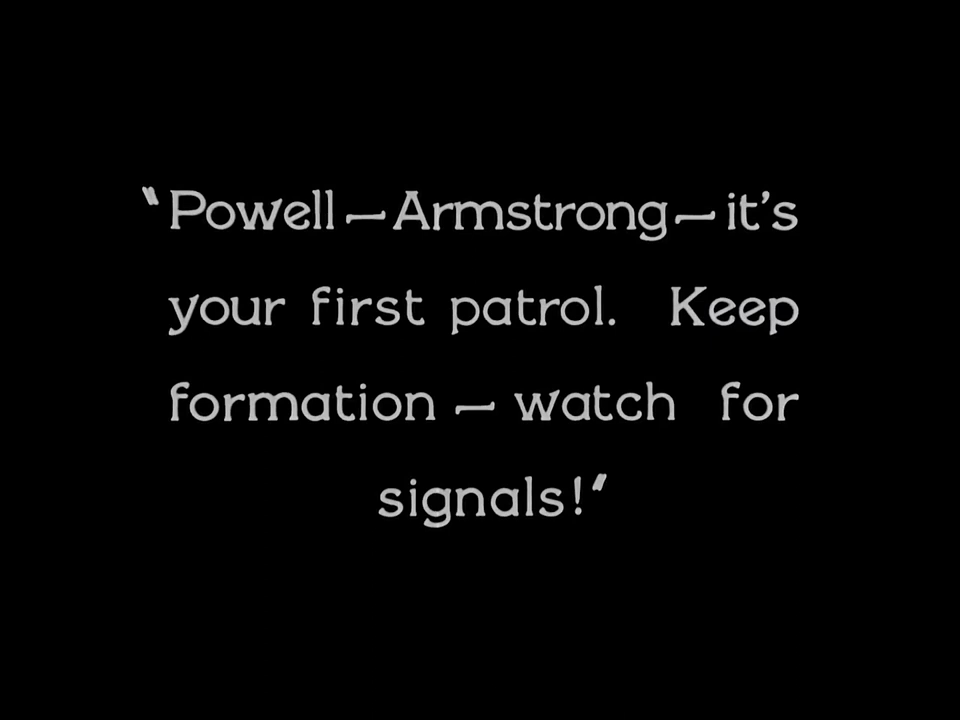 “Powell—Armstrong—it's
your first patrol. Keep
formation — watch for
signals!”